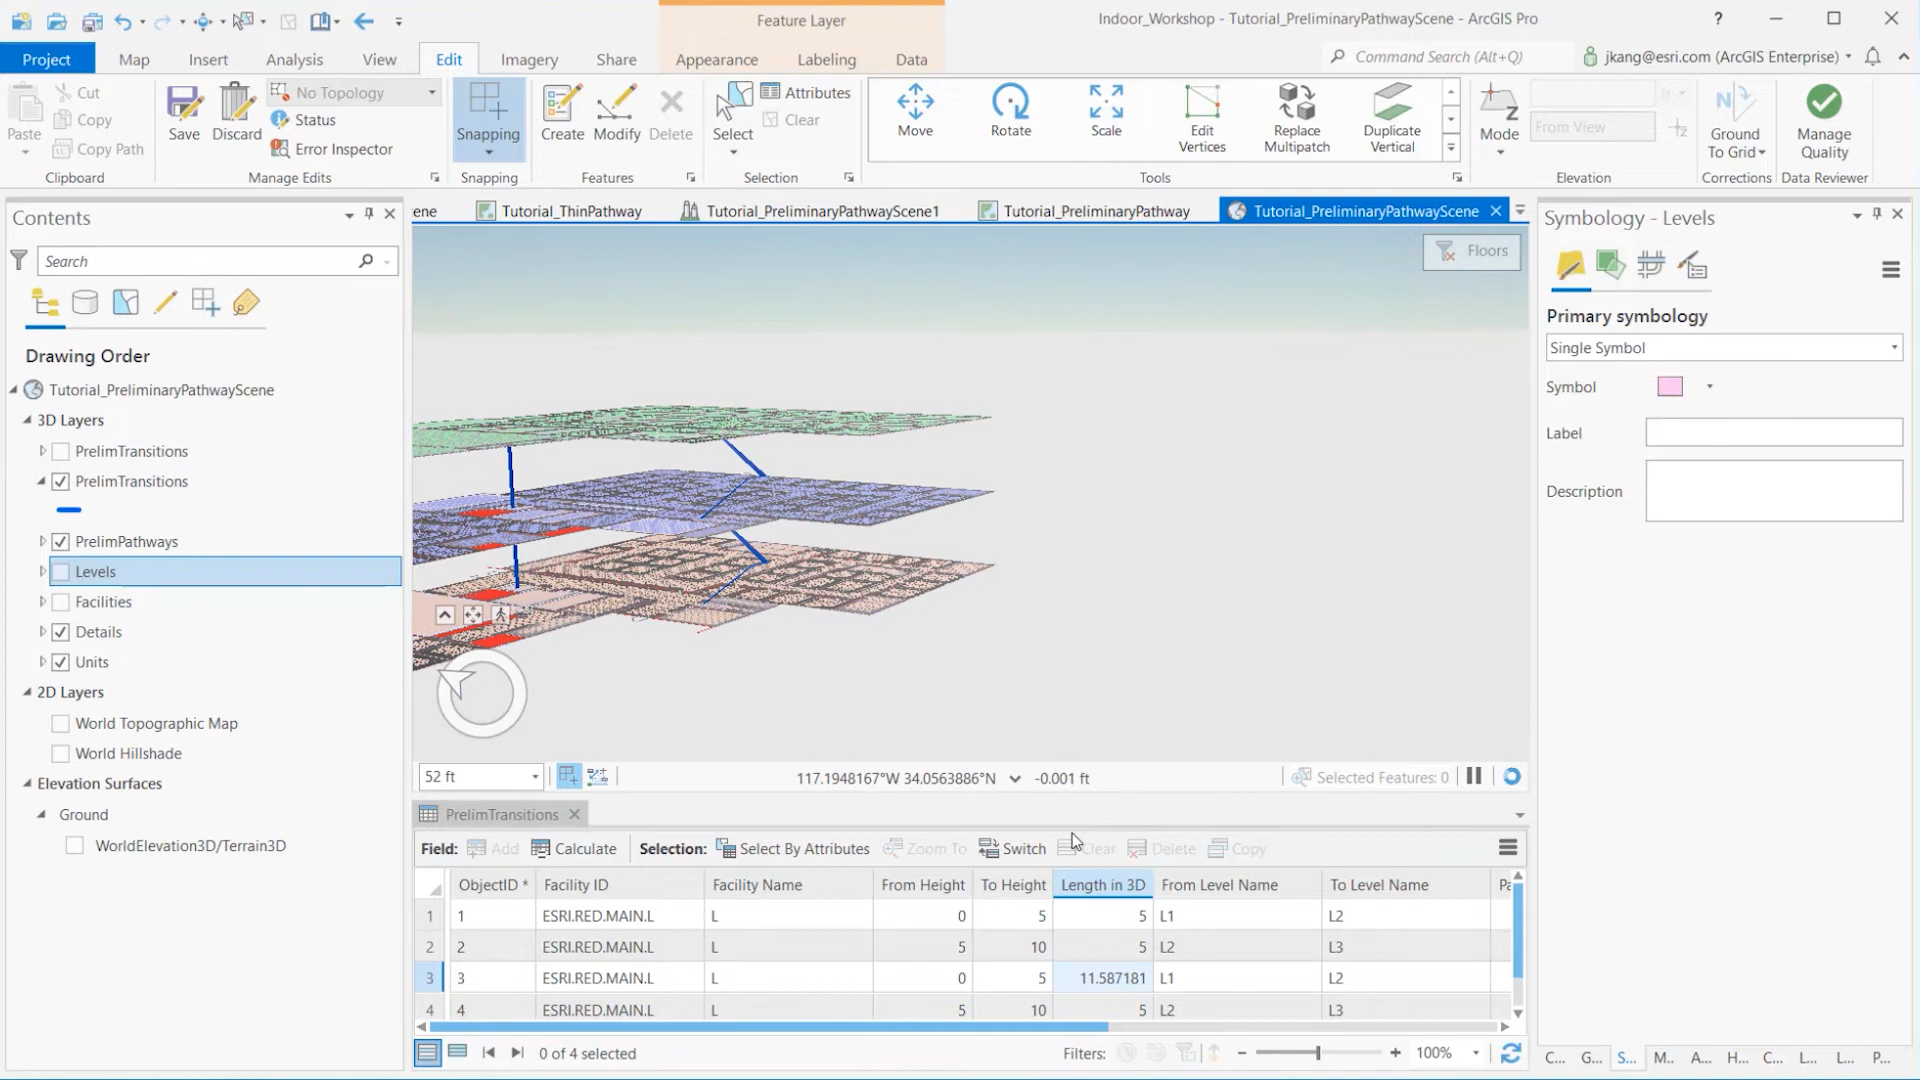 Feature Layer
Indoor_Workshop - Tutorial_PreliminaryPathwayScene - ArcGIS Pro
?
Project
Map
Insert
Analysis
View
Edit
Imagery
Share
Appearance
Labeling
Data
Command Search (Alt+Q)
jkang@esri.com (ArcGIS Enterprise)
Paste
Cut
Copy
Copy Path
Clipboard
Save
Discard
No Topology
Status
Error Inspector
Manage Edits
Snapping
Snapping
Create
Modify
Delete
Features
Select
Attributes
Clear
Selection
Move
Rotate
Scale
Edit
Vertices
Replace
Multipatch
Duplicate
Vertical
Tools
Mode
From View
Elevation
Ground
To Grid
Corrections
Manage
Quality
Data Reviewer
Contents
Search
Drawing Order
Tutorial_PreliminaryPathwayScene
3D Layers
PrelimTransitions
PrelimTransitions
PrelimPathways
Levels
Facilities
Details
Units
2D Layers
World Topographic Map
World Hillshade
Elevation Surfaces
Ground
WorldElevation3D/Terrain3D
ene
Tutorial_ThinPathway
Tutorial_PreliminaryPathwayScene1
Tutorial_PreliminaryPathway
Tutorial_PreliminaryPathwayScene
Floors
52 ft
117.1948167°W 34.0563886°N
-0.001 ft
Selected Features: 0
PrelimTransitions
Field: Add Calculate Selection: Select By Attributes Zoom To Switch Clear Delete Copy
ObjectID * Facility ID Facility Name From Height To Height Length in 3D From Level Name To Level Name Pa
1 1 ESRI.RED.MAIN.L L 0 5 5 L1 L2
2 2 ESRI.RED.MAIN.L L 5 10 5 L2 L3
3 3 ESRI.RED.MAIN.L L 0 5 11.587181 L1 L2
4 4 ESRI.RED.MAIN.L L 5 10 5 L2 L3
0 of 4 selected
Filters:
100%
Symbology - Levels
Primary symbology
Single Symbol
Symbol
Label
Description
C... G... S... M... A... H... C... L... L... P...